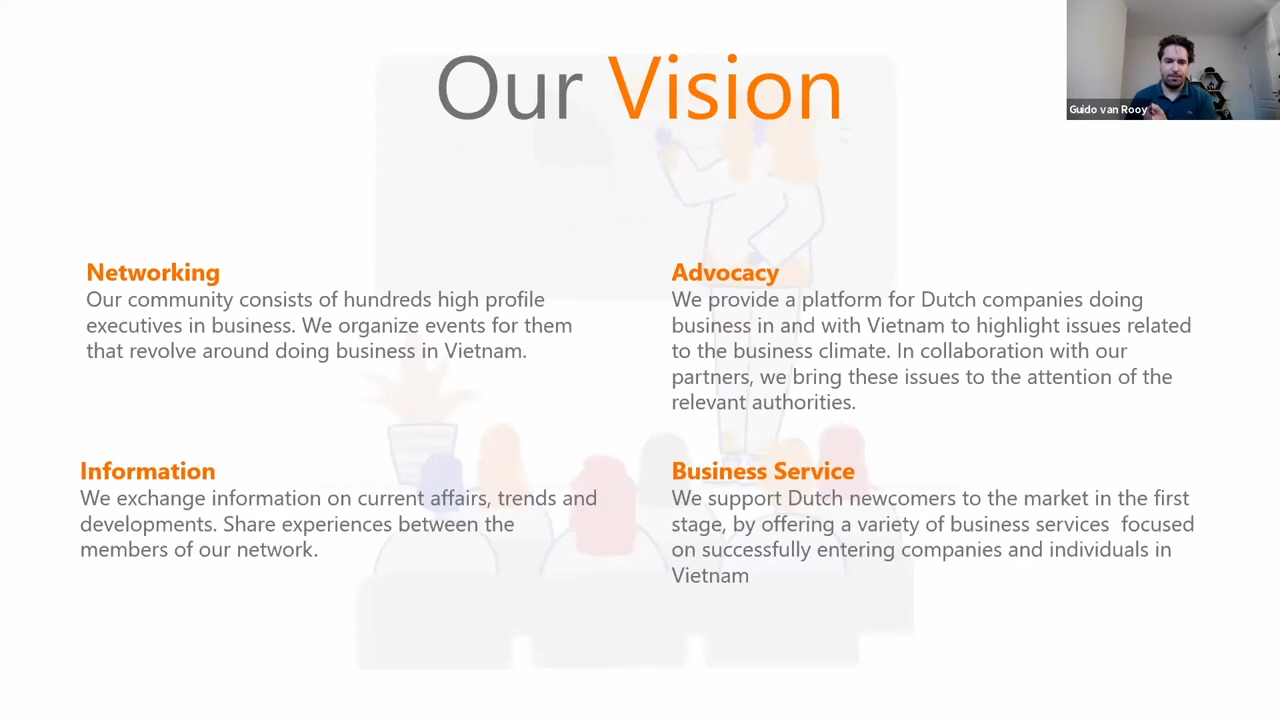 Our Vision
Guido van Rooy
Networking
Our community consists of hundreds high profile
executives in business. We organize events for them
that revolve around doing business in Vietnam.
Advocacy
We provide a platform for Dutch companies doing
business in and with Vietnam to highlight issues related
to the business climate. In collaboration with our
partners, we bring these issues to the attention of the
relevant authorities.
Information
We exchange information on current affairs, trends and
developments. Share experiences between the
members of our network.
Business Service
We support Dutch newcomers to the market in the first
stage, by offering a variety of business services  focused
on successfully entering companies and individuals in
Vietnam